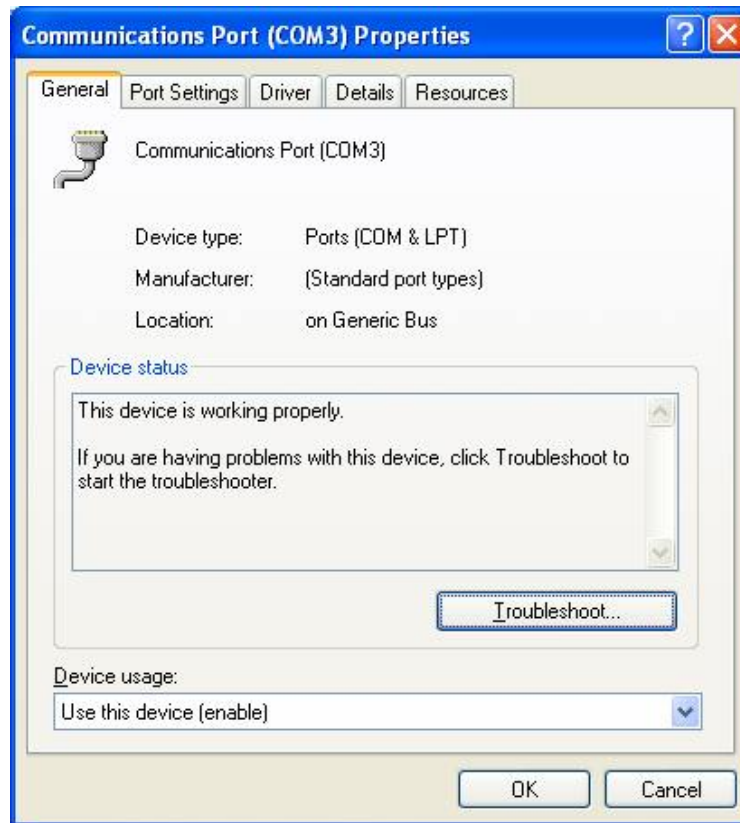 Communications Port (COM3) Properties
General Port Settings Driver Details Resources
Communications Port (COM3)
Device type: Ports (COM & LPT)
Manufacturer: (Standard port types)
Location: on Generic Bus
Device status
This device is working properly.
If you are having problems with this device, click Troubleshoot to
start the troubleshooter.
Troubleshoot...
Device usage:
Use this device (enable)
OK Cancel